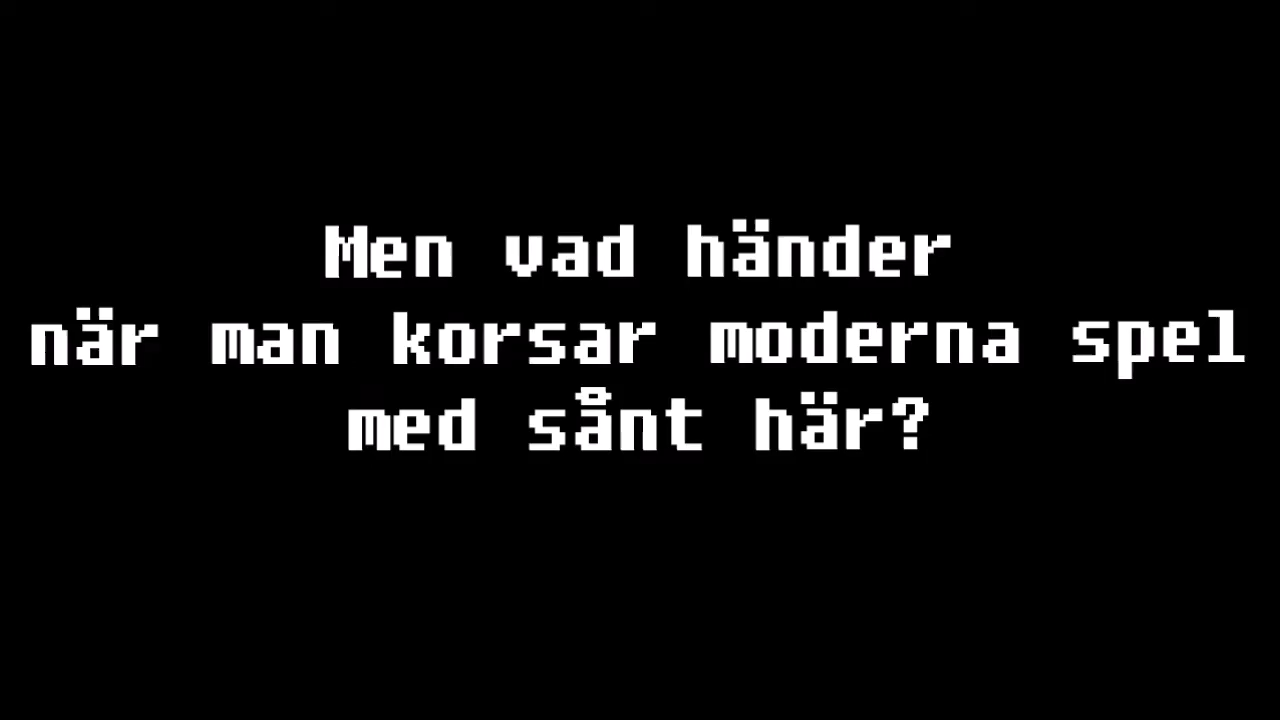 Men vad händer
när man korsar moderna spel
med sånt här?